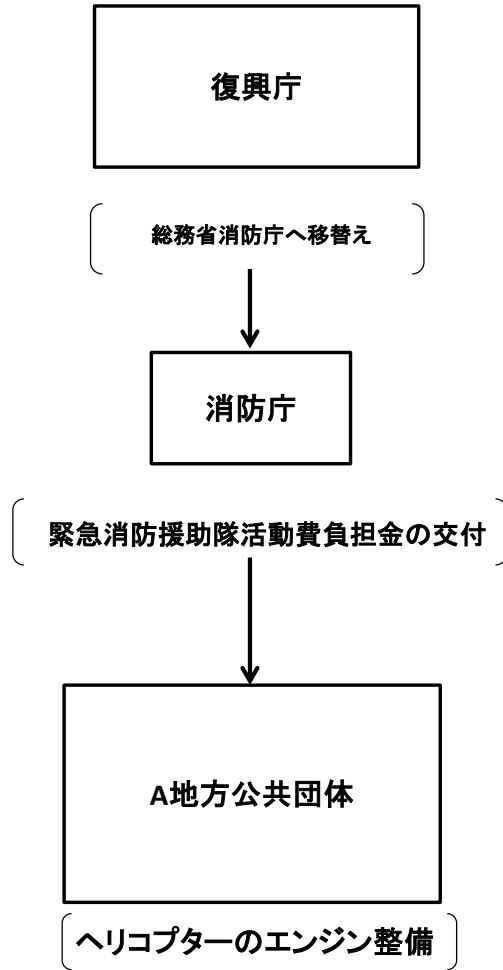 復興庁
総務省消防庁へ移替え
消防庁
緊急消防援助隊活動費負担金の交付
A地方公共団体
ヘリコプターのエンジン整備